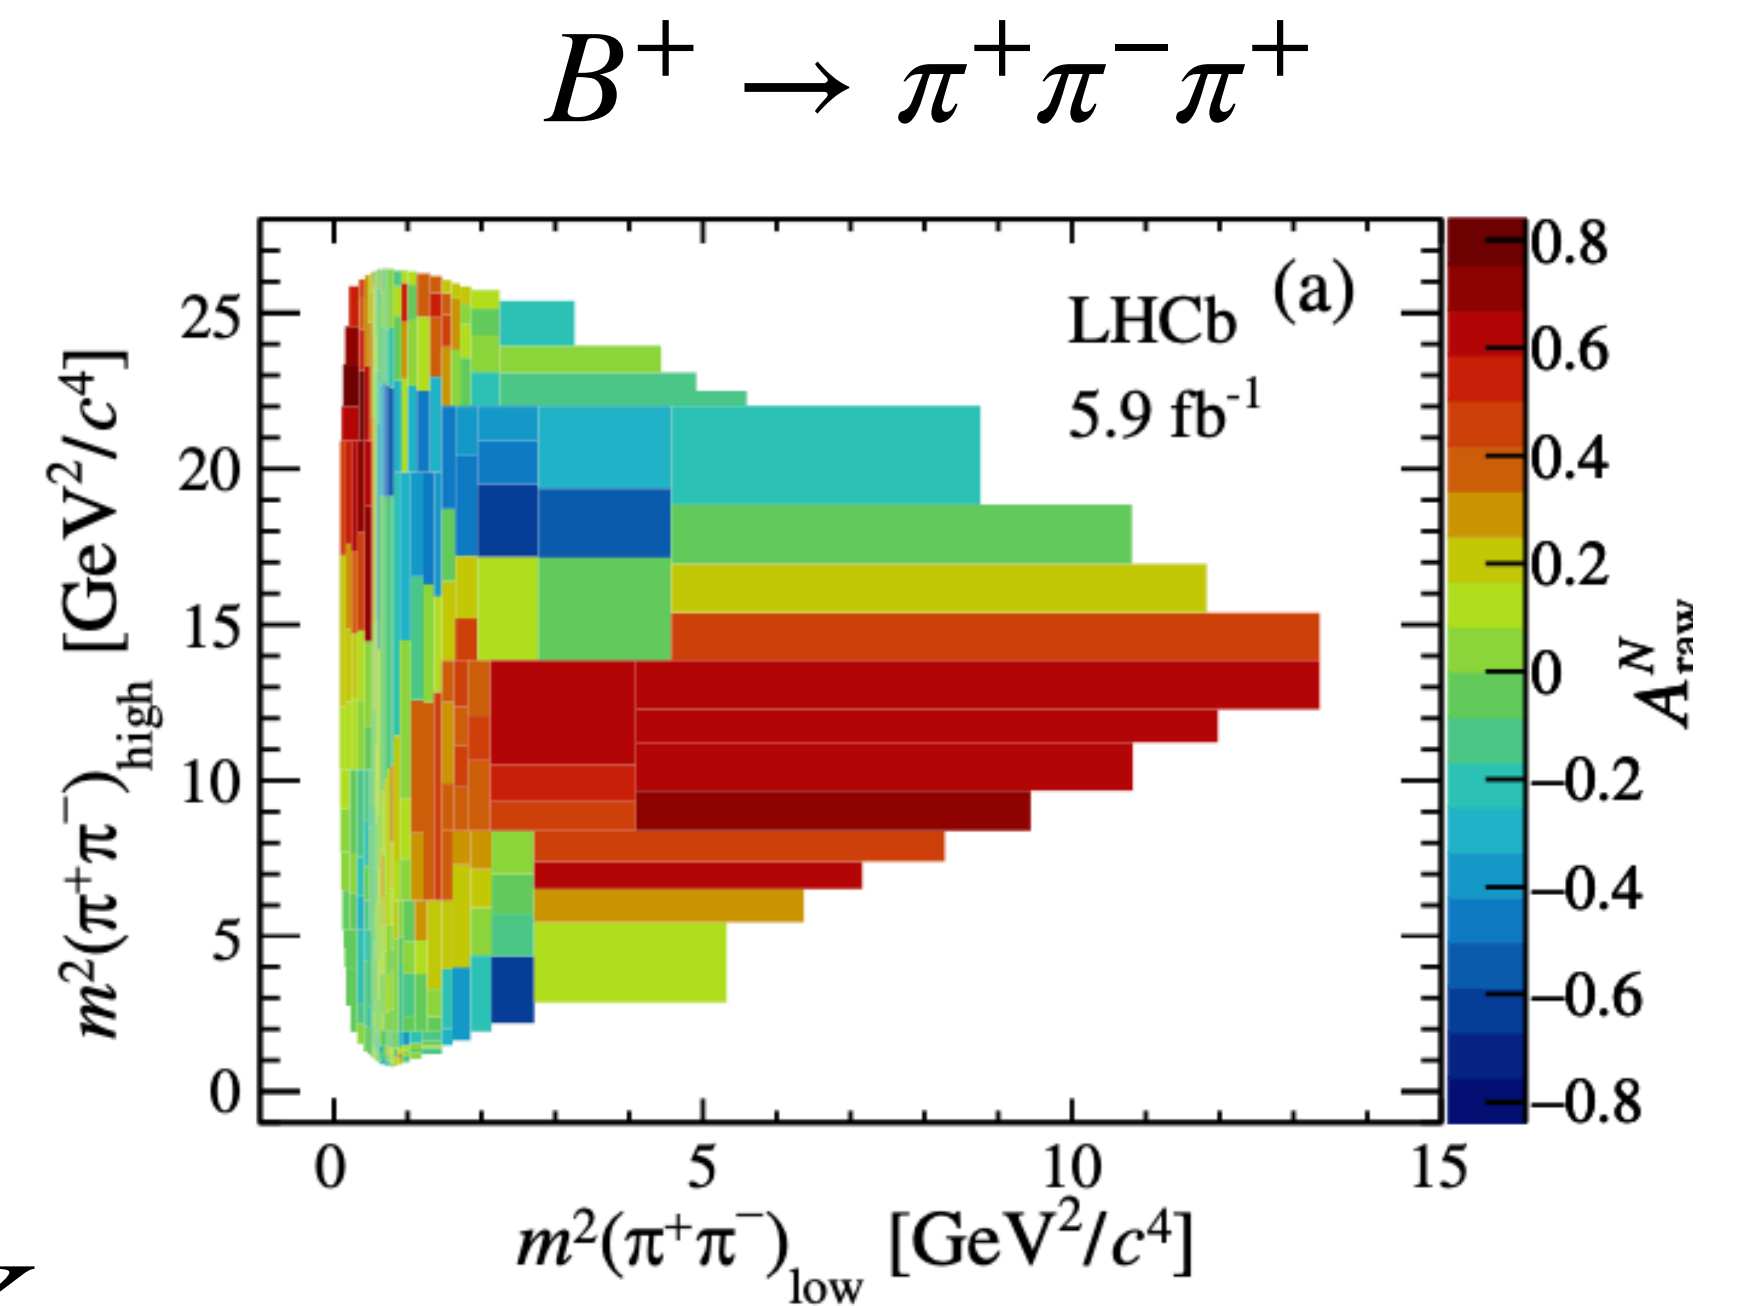 B⁺ → π⁺π⁻π⁺
(a)
LHCb
5.9 fb⁻¹
m²(π⁺π⁻)high [GeV²/c⁴]
25
20
15
10
5
0
0 5 10 15
m²(π⁺π⁻)low [GeV²/c⁴]
0.8
0.6
0.4
0.2
0
−0.2
−0.4
−0.6
−0.8
A^N_raw